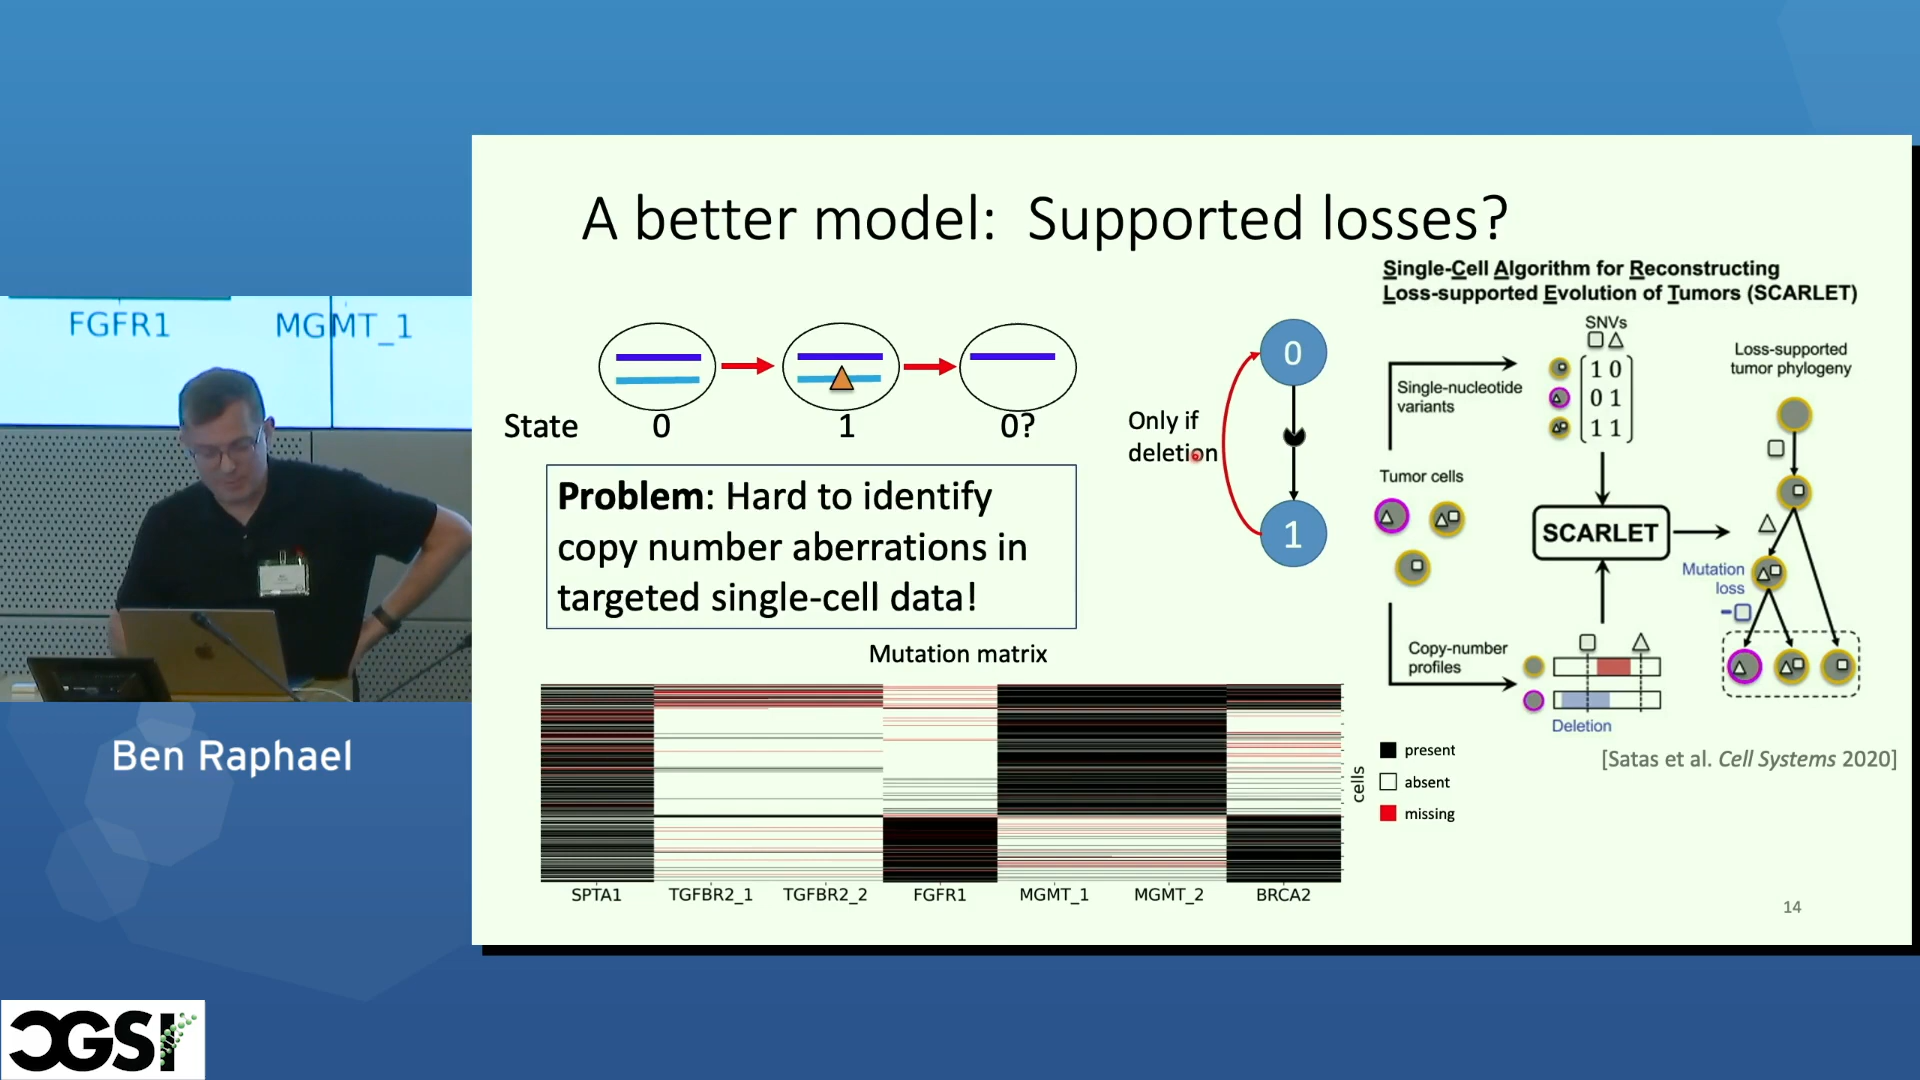 FGFR1
MGMT_1
Ben Raphael
CGSI
A better model: Supported losses?
Single-Cell Algorithm for Reconstructing
Loss-supported Evolution of Tumors (SCARLET)
State
0
1
0?
Only if
deletion
0
1
Problem: Hard to identify
copy number aberrations in
targeted single-cell data!
SNVs
Single-nucleotide
variants
1 0
0 1
1 1
Tumor cells
SCARLET
Copy-number
profiles
Deletion
Loss-supported
tumor phylogeny
Mutation
loss
[Satas et al. Cell Systems 2020]
Mutation matrix
cells
present
absent
missing
SPTA1
TGFBR2_1
TGFBR2_2
FGFR1
MGMT_1
MGMT_2
BRCA2
14